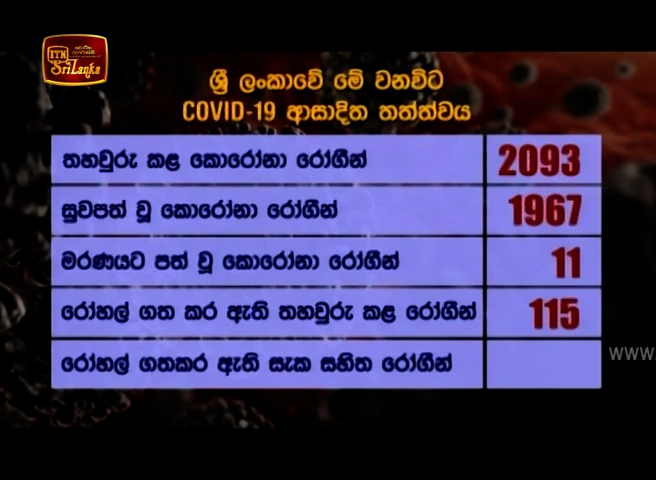 ITN
Sri Lanka
ශ්‍රී ලංකාවේ මේ වනවිට
COVID-19 ආසාදිත තත්ත්වය
තහවුරු කළ කොරෝනා රෝගීන් 2093
සුවපත් වූ කොරෝනා රෝගීන් 1967
මරණයට පත් වූ කොරෝනා රෝගීන් 11
රෝහල් ගත කර ඇති තහවුරු කළ රෝගීන් 115
රෝහල් ගතකර ඇති සැක සහිත රෝගීන්
www.